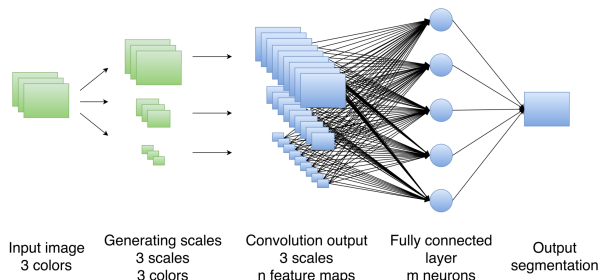 Input image
3 colors
Generating scales
3 scales
3 colors
Convolution output
3 scales
n feature maps
Fully connected
layer
m neurons
Output
segmentation